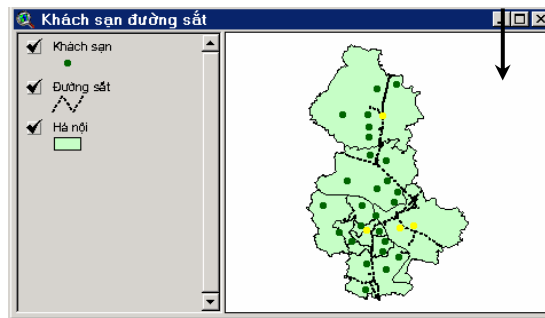 Khách sạn đường sắt
Khách sạn
Đường sắt
Hà nội